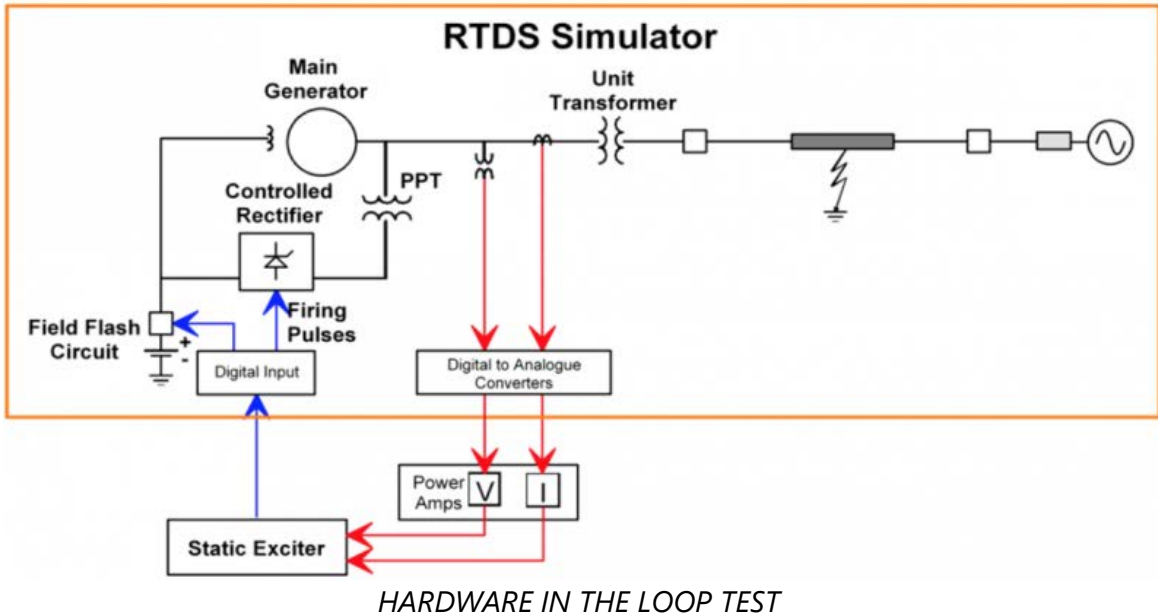 RTDS Simulator
Main
Generator
Unit
Transformer
PPT
Controlled
Rectifier
Firing
Pulses
Field Flash
Circuit
+
-
Digital Input
Digital to Analogue
Converters
Power
Amps
V
I
Static Exciter
HARDWARE IN THE LOOP TEST